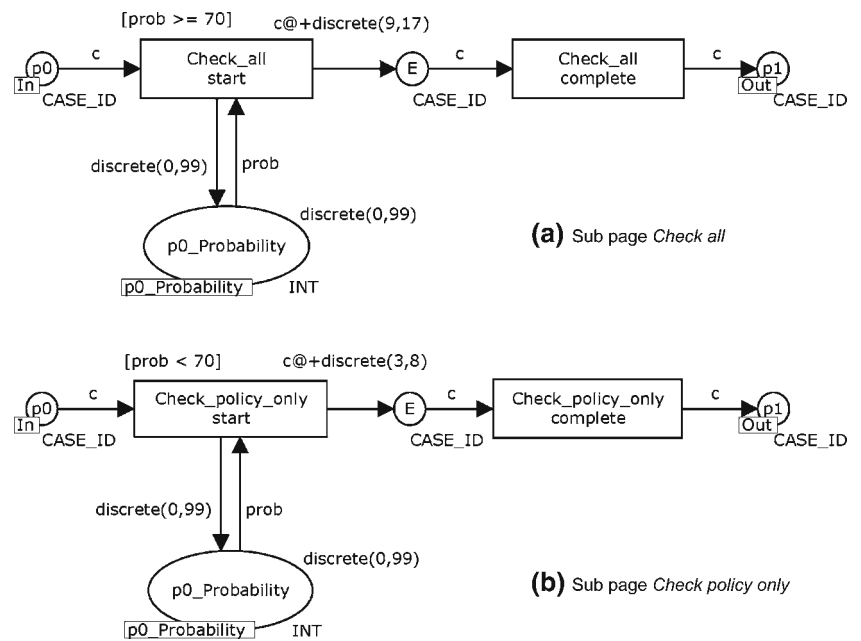 [prob >= 70]
c@+discrete(9,17)
p0
In
c
Check_all
start
E
c
Check_all
complete
c
p1
Out
CASE_ID
CASE_ID
CASE_ID
discrete(0,99)
prob
discrete(0,99)
p0_Probability
p0_Probability
INT
(a) Sub page Check all
[prob < 70]
c@+discrete(3,8)
p0
In
c
Check_policy_only
start
E
c
Check_policy_only
complete
c
p1
Out
CASE_ID
CASE_ID
CASE_ID
discrete(0,99)
prob
discrete(0,99)
p0_Probability
p0_Probability
INT
(b) Sub page Check policy only